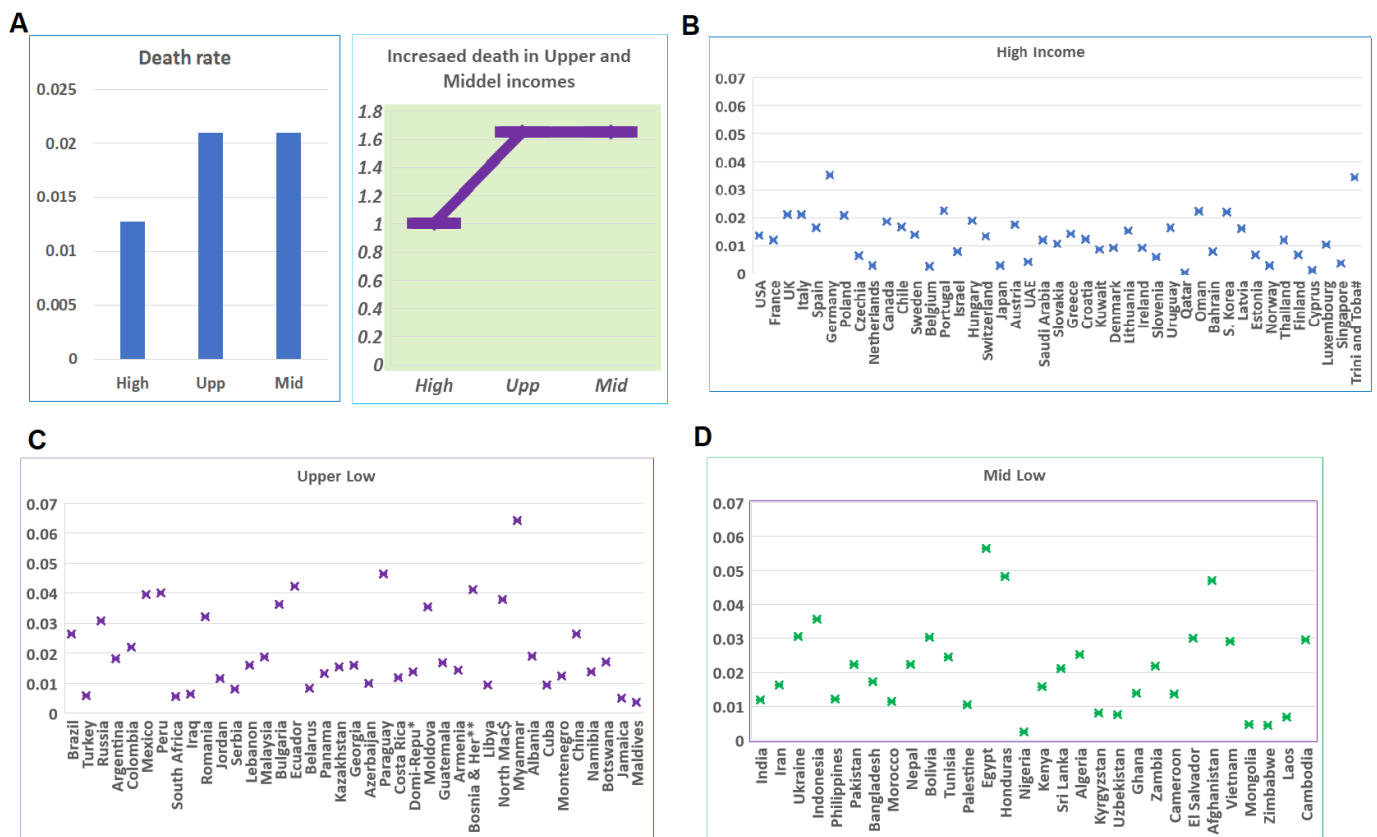 A
Death rate
0.025
0.02
0.015
0.01
0.005
0
High
Upp
Mid
Incresaed death in Upper and
Middel incomes
1.8
1.6
1.4
1.2
1
0.8
0.6
0.4
0.2
0
High
Upp
Mid
B
High Income
0.07
0.06
0.05
0.04
0.03
0.02
0.01
0
USA
France
UK
Italy
Spain
Germany
Poland
Czechia
Netherlands
Canada
Chile
Sweden
Belgium
Portugal
Israel
Hungary
Switzerland
Japan
Austria
UAE
Saudi Arabia
Slovakia
Greece
Croatia
Kuwait
Denmark
Lithuania
Ireland
Slovenia
Uruguay
Qatar
Oman
Bahrain
S. Korea
Latvia
Estonia
Norway
Thailand
Finland
Cyprus
Luxembourg
Singapore
Trini and Toba#
C
Upper Low
0.07
0.06
0.05
0.04
0.03
0.02
0.01
0
Brazil
Turkey
Russia
Argentina
Colombia
Mexico
Peru
South Africa
Iraq
Romania
Jordan
Serbia
Lebanon
Malaysia
Bulgaria
Ecuador
Belarus
Panama
Kazakhstan
Georgia
Azerbaijan
Paraguay
Costa Rica
Domi-Repu*
Moldova
Guatemala
Armenia
Bosnia & Her**
Libya
North Mac$
Myanmar
Albania
Cuba
Montenegro
China
Namibia
Botswana
Jamaica
Maldives
D
Mid Low
0.07
0.06
0.05
0.04
0.03
0.02
0.01
0
India
Iran
Ukraine
Indonesia
Philippines
Pakistan
Bangladesh
Morocco
Nepal
Bolivia
Tunisia
Palestine
Egypt
Honduras
Nigeria
Kenya
Sri Lanka
Algeria
Kyrgyzstan
Uzbekistan
Ghana
Zambia
Cameroon
El Salvador
Afghanistan
Vietnam
Mongolia
Zimbabwe
Laos
Cambodia